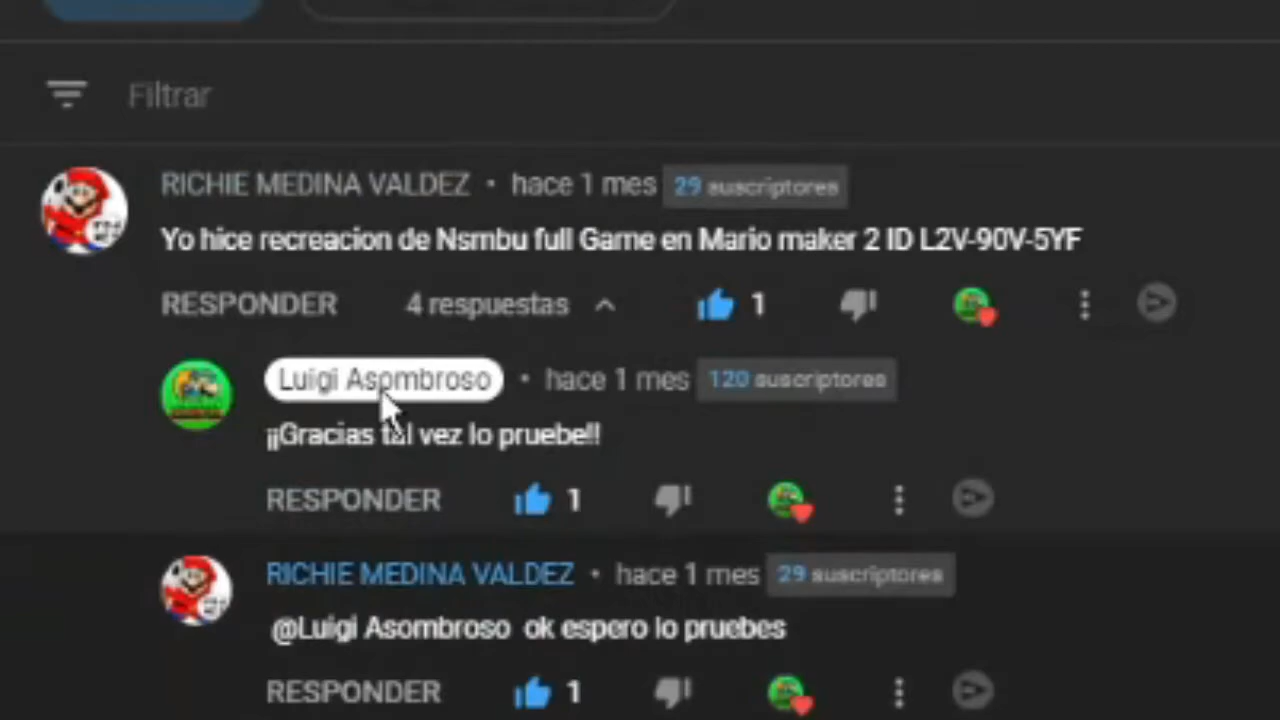 Filtrar
RICHIE MEDINA VALDEZ • hace 1 mes 29 suscriptores
Yo hice recreacion de Nsmbu full Game en Mario maker 2 ID L2V-90V-5YF
RESPONDER 4 respuestas 1
Luigi Asombroso • hace 1 mes 120 suscriptores
¡¡Gracias tal vez lo pruebe!!
RESPONDER 1
RICHIE MEDINA VALDEZ • hace 1 mes 29 suscriptores
@Luigi Asombroso ok espero lo pruebes
RESPONDER 1